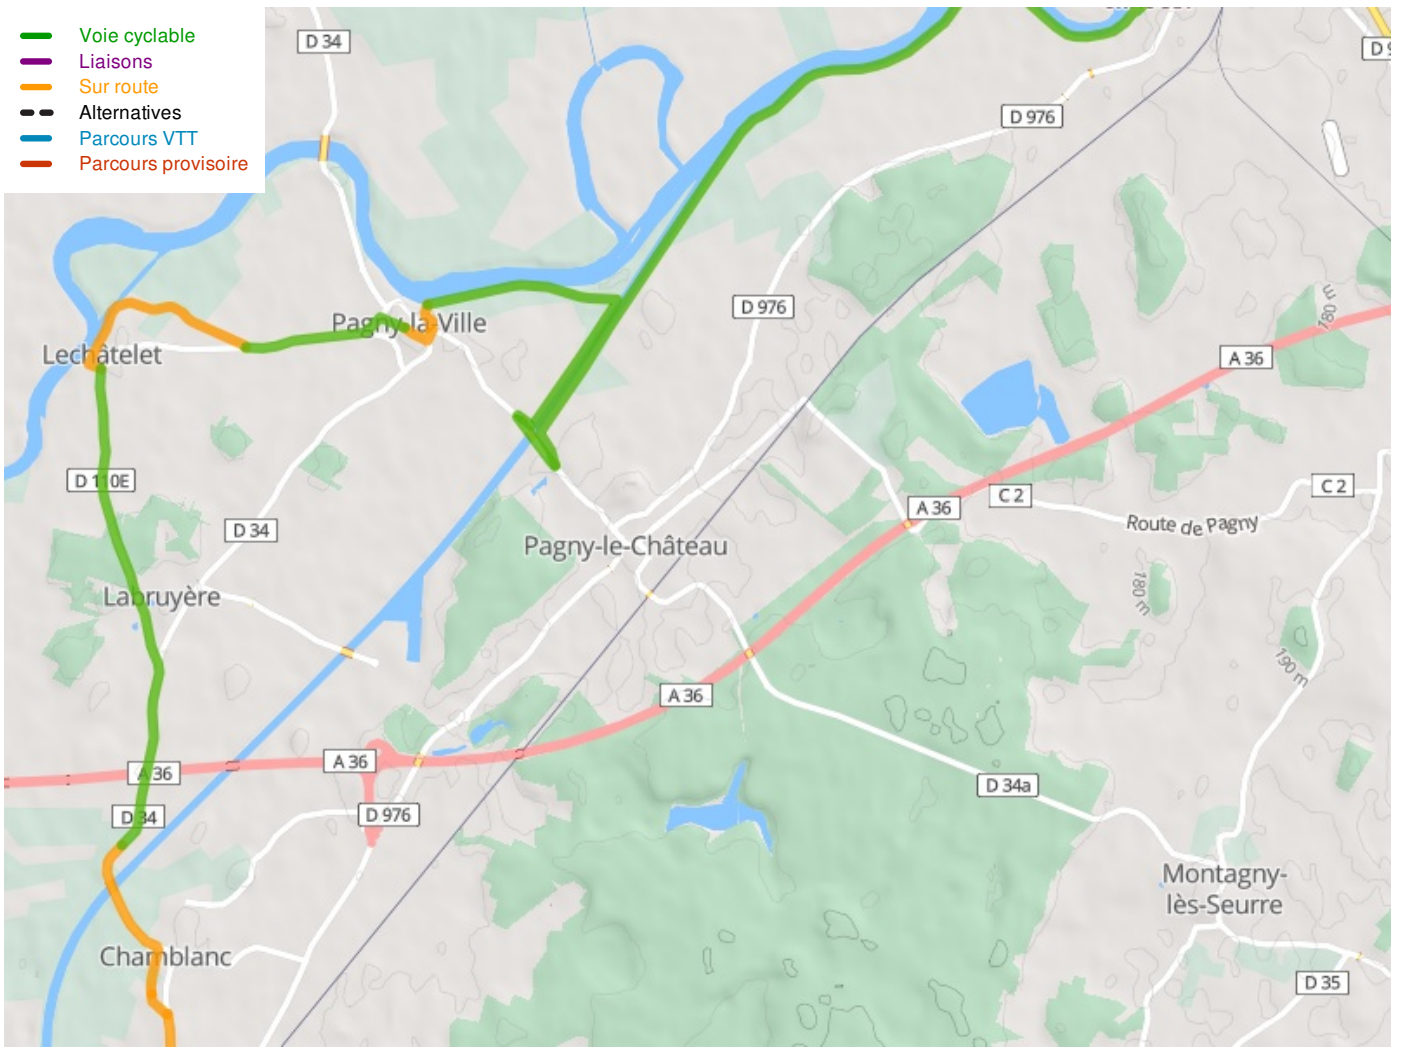 Voie cyclable
Liaisons
Sur route
Alternatives
Parcours VTT
Parcours provisoire
D 34
D 976
D 976
180 m
Pagny-la-Ville
Lechâtelet
A 36
D 110E
C 2
C 2
A 36
Route de Pagny
D 34
Pagny-le-Château
180 m
Labruyère
190 m
A 36
A 36
A 36
D 34a
D 34
D 976
Montagny-
lès-Seurre
Chamblanc
D 35